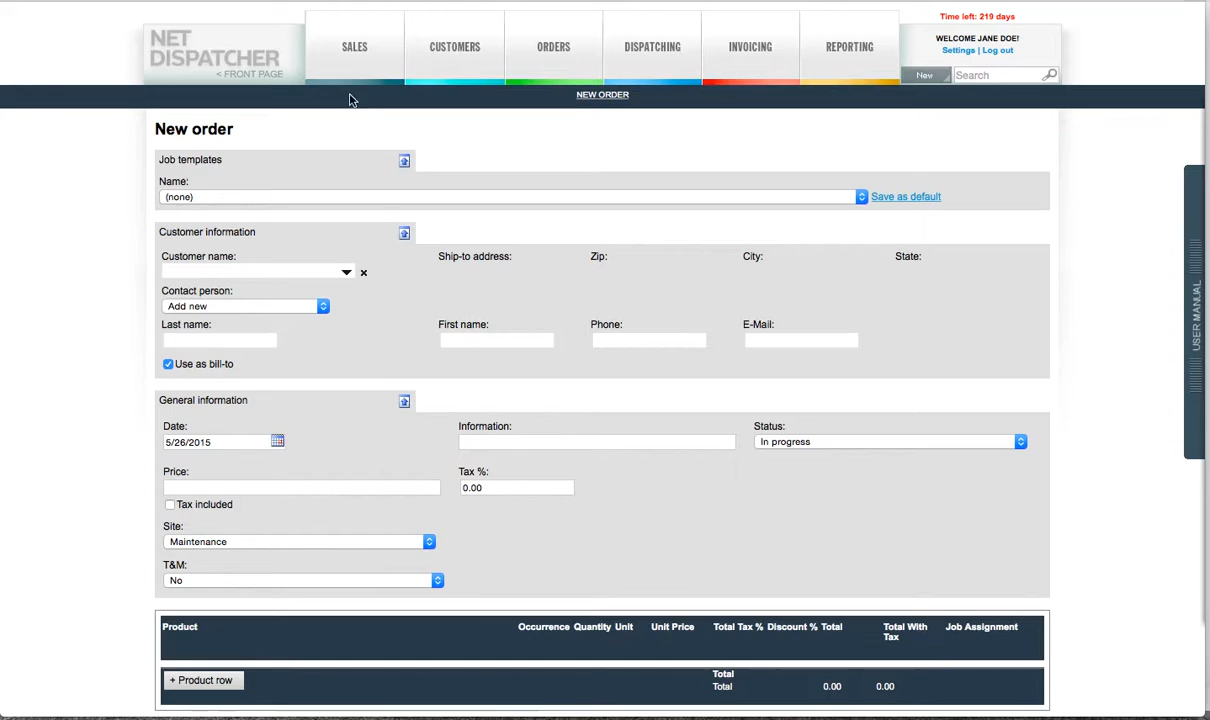 Time left: 219 days
NET DISPATCHER
< FRONT PAGE
SALES CUSTOMERS ORDERS DISPATCHING INVOICING REPORTING
WELCOME JANE DOE!
Settings | Log out
New Search
NEW ORDER
New order
Job templates
Name:
(none) Save as default
Customer information
Customer name: Ship-to address: Zip: City: State:
Contact person:
Add new
Last name: First name: Phone: E-Mail:
Use as bill-to
General information
Date: Information: Status:
5/26/2015 In progress
Price: Tax %:
0.00
Tax included
Site:
Maintenance
T&M:
No
Product Occurrence Quantity Unit Unit Price Total Tax % Discount % Total Total With Tax Job Assignment
+ Product row
Total
Total 0.00 0.00
USER MANUAL